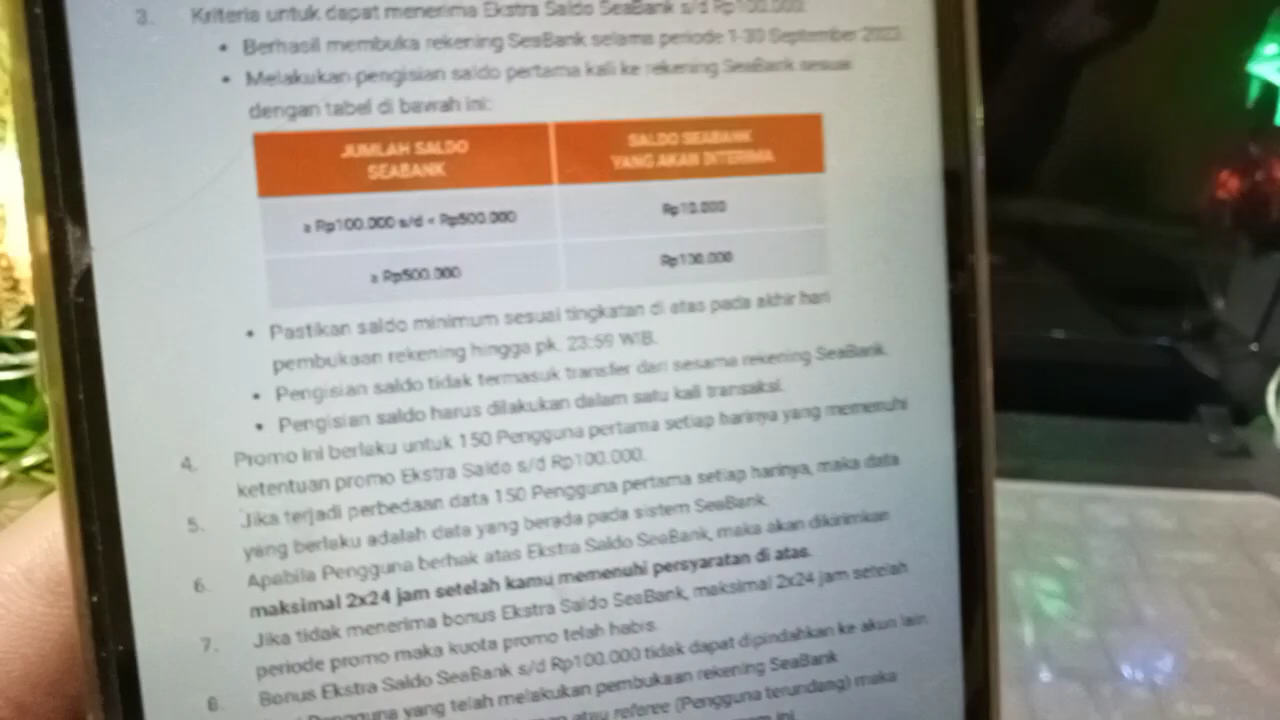 3. Kriteria untuk dapat menerima Ekstra Saldo SeaBank s/d Rp100.000:
• Berhasil membuka rekening SeaBank selama periode 1-30 September
• Melakukan pengisian saldo pertama kali ke rekening SeaBank sesuai
dengan tabel di bawah ini:
JUMLAH SALDO
SEABANK
SALDO SEABANK
YANG AKAN DITERIMA
≥ Rp100.000 s/d < Rp500.000
Rp10.000
≥ Rp500.000
Rp100.000
• Pastikan saldo minimum sesuai tingkatan di atas pada akhir hari
pembukaan rekening hingga pk. 23:59 WIB.
• Pengisian saldo tidak termasuk transfer dari sesama rekening SeaBank.
• Pengisian saldo harus dilakukan dalam satu kali transaksi.
4. Promo ini berlaku untuk 150 Pengguna pertama setiap harinya yang memenuhi
ketentuan promo Ekstra Saldo s/d Rp100.000.
5. Jika terjadi perbedaan data 150 Pengguna pertama setiap harinya, maka data
yang berlaku adalah data yang berada pada sistem SeaBank.
6. Apabila Pengguna berhak atas Ekstra Saldo SeaBank, maka akan dikirimkan
maksimal 2x24 jam setelah kamu memenuhi persyaratan di atas.
7. Jika tidak menerima bonus Ekstra Saldo SeaBank, maksimal 2x24 jam setelah
periode promo maka kuota promo telah habis.
8. Bonus Ekstra Saldo SeaBank s/d Rp100.000 tidak dapat dipindahkan ke akun lain
Pengguna yang telah melakukan pembukaan rekening SeaBank
atau referee (Pengguna terundang) maka
ini